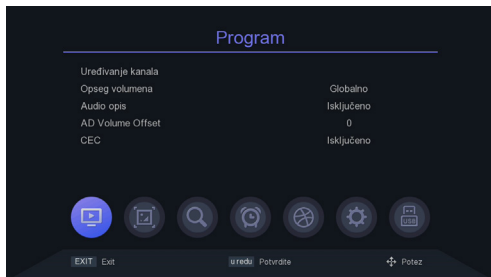 Program
Uređivanje kanala
Opseg volumena Globalno
Audio opis Isključeno
AD Volume Offset 0
CEC Isključeno
USB
EXIT Exit u redu Potvrdite Potez